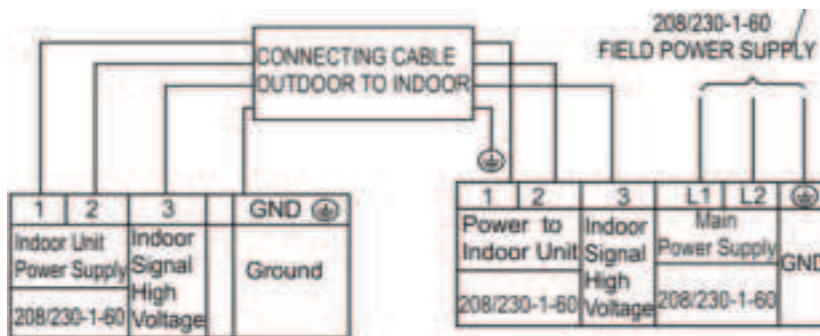 208/230-1-60
FIELD POWER SUPPLY
CONNECTING CABLE
OUTDOOR TO INDOOR
1 2 3 GND
Indoor Unit
Power Supply
208/230-1-60
Indoor
Signal
High
Voltage
Ground
1 2 3 L1 L2
Power to
Indoor Unit
208/230-1-60
Indoor
Signal
High
Voltage
Main
Power Supply
208/230-1-60
GND